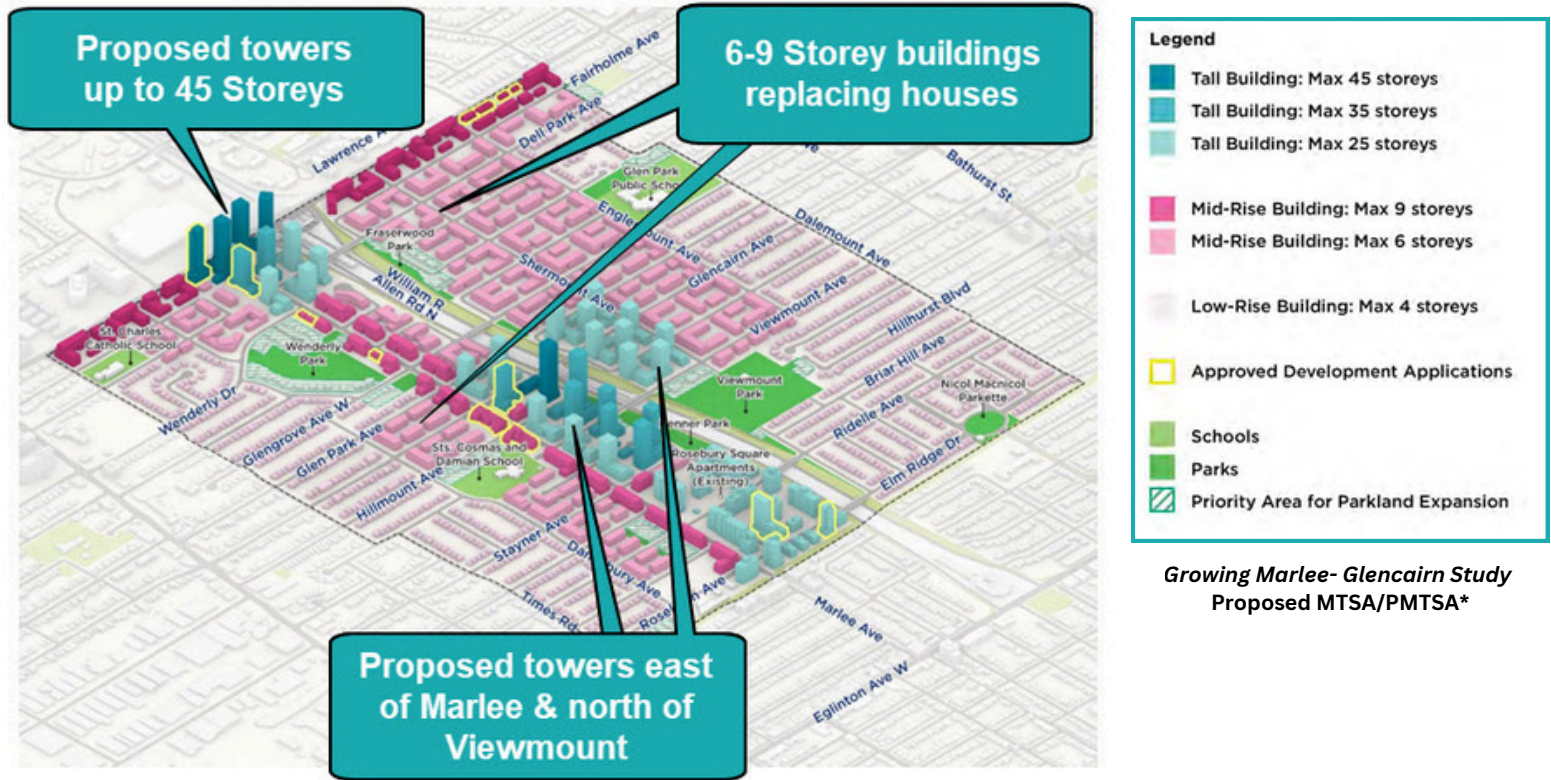 Proposed towers
up to 45 Storeys
6-9 Storey buildings
replacing houses
Fairholme Ave
Dell Park Ave
Lawrence A
Bathurst St
Glen Park
Public Scho
Dalemount Ave
Englemount Ave
Glencairn Ave
Fraserwood
Park
William R
Allen Rd N
Shermount Ave
Viewmount Ave
Hillhurst Blvd
St. Charles
Catholic School
Wenderly
Park
Briar Hill Ave
Viewmount
Park
Nicol Macnicol
Parkette
Wenderly Dr
Glengrove Ave W
Glen Park Ave
Ridelle Ave
enner Park
Sts. Cosmas and
Damian School
Rosebury Square
Apartments
(Existing)
Elm Ridge Dr
Hillmount Ave
Stayner Ave
Times Rd
Marlee Ave
Eglinton Ave W
Proposed towers east
of Marlee & north of
Viewmount
Legend
Tall Building: Max 45 storeys
Tall Building: Max 35 storeys
Tall Building: Max 25 storeys
Mid-Rise Building: Max 9 storeys
Mid-Rise Building: Max 6 storeys
Low-Rise Building: Max 4 storeys
Approved Development Applications
Schools
Parks
Priority Area for Parkland Expansion
Growing Marlee- Glencairn Study
Proposed MTSA/PMTSA*